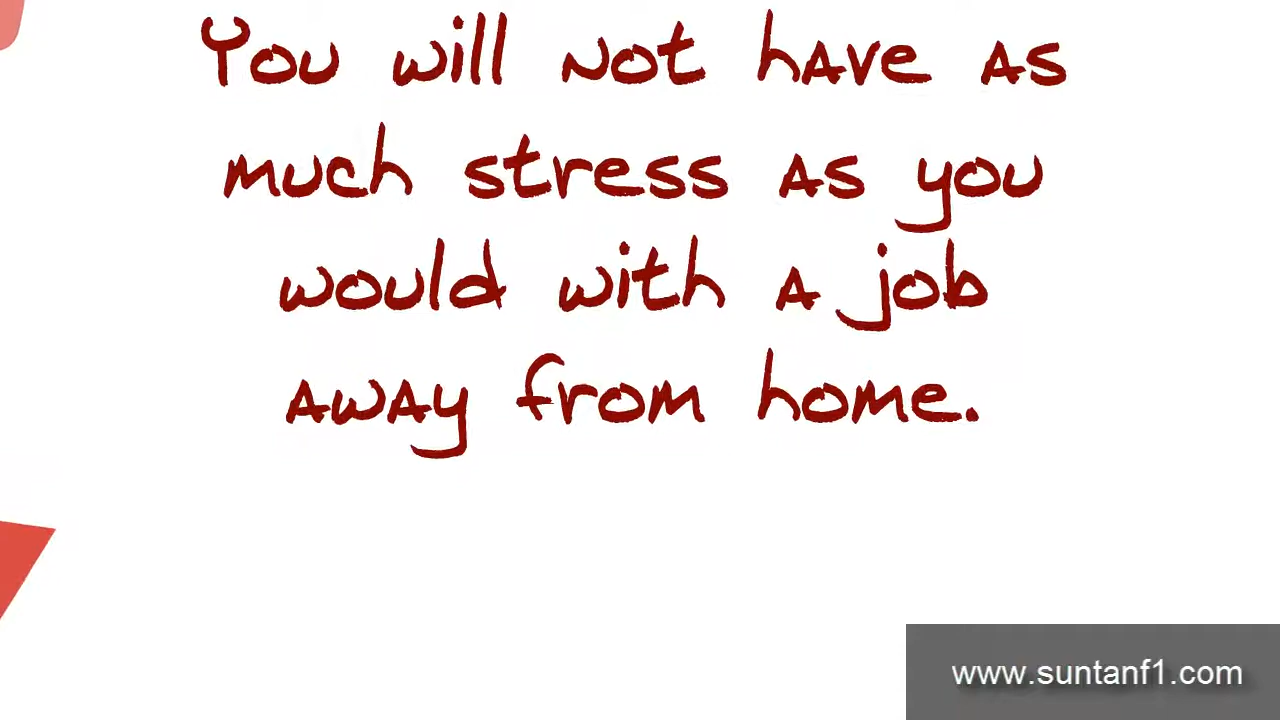 You will not have as
much stress as you
would with a job
away from home.
www.suntanf1.com